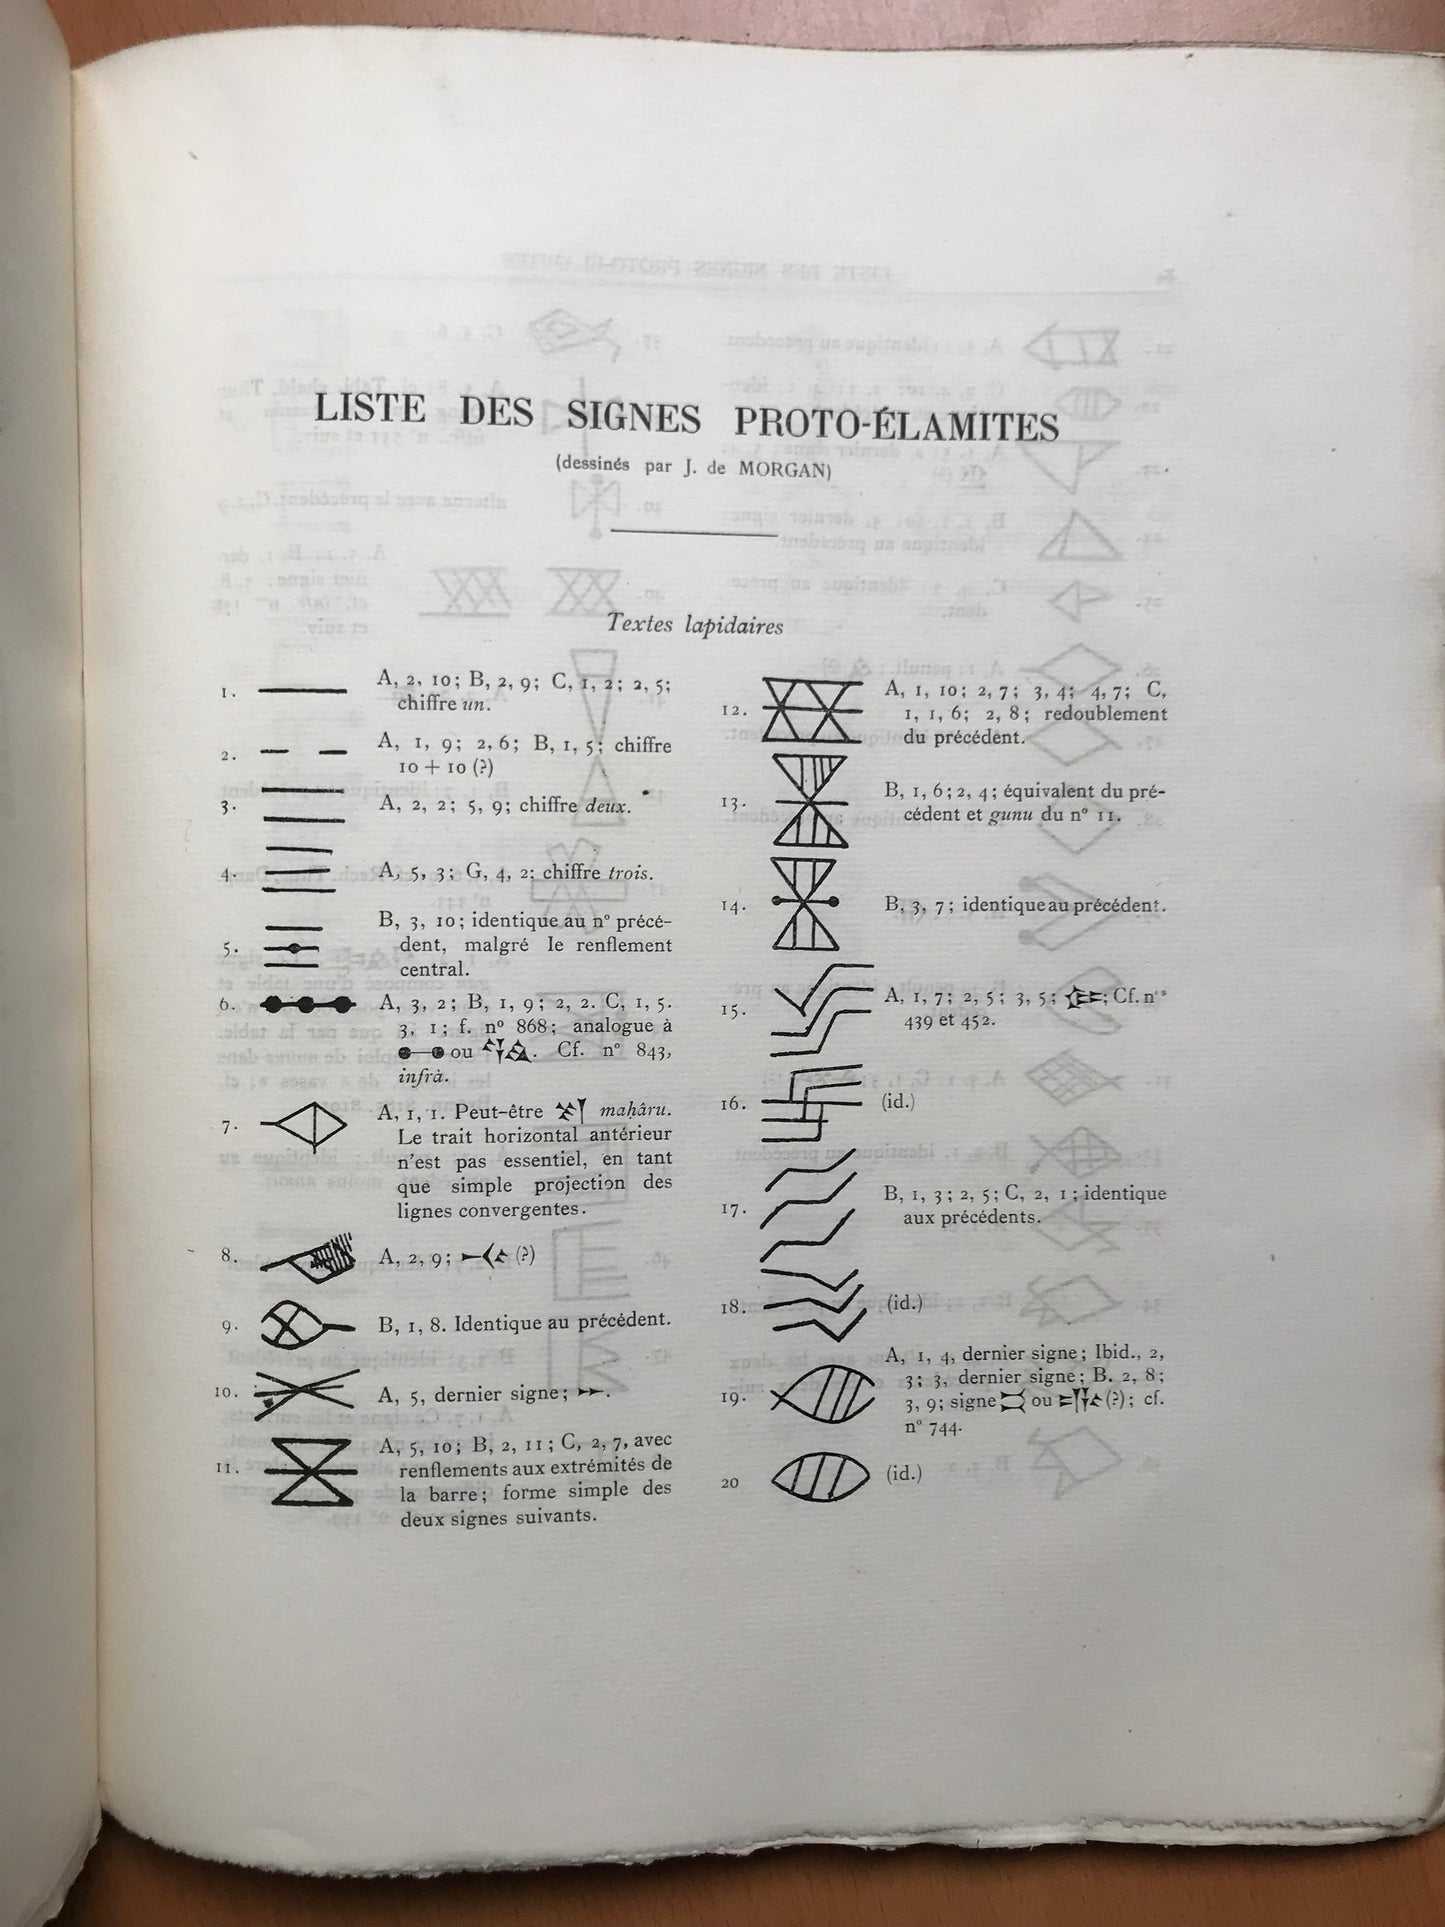 LISTE DES SIGNES PROTO-ÉLAMITES
(dessinés par J. de MORGAN)
Textes lapidaires
1. A, 2, 10; B, 2, 9; C, 1, 2; 2, 5;
chiffre un.
2. A, 1, 9; 2, 6; B, 1, 5; chiffre
10 + 10 (?)
3. A, 2, 2; 5, 9; chiffre deux.
4. A, 5, 3; G, 4, 2; chiffre trois.
5. B, 3, 10; identique au n° précé-
dent, malgré le renflement
central.
6. A, 3, 2; B, 1, 9; 2, 2. C, 1, 5.
3, 1; f. n° 868; analogue à
ou . Cf. n° 843,
infrà.
7. A, 1, 1. Peut-être maḫâru.
Le trait horizontal antérieur
n'est pas essentiel, en tant
que simple projection des
lignes convergentes.
8. A, 2, 9; (?)
9. B, 1, 8. Identique au précédent.
10. A, 5, dernier signe; .
11. A, 5, 10; B, 2, 11; C, 2, 7, avec
renflements aux extrémités de
la barre; forme simple des
deux signes suivants.
12. A, 1, 10; 2, 7; 3, 4; 4, 7; C,
1, 1, 6; 2, 8; redoublement
du précédent.
13. B, 1, 6; 2, 4; équivalent du pré-
cédent et gunu du n° 11.
14. B, 3, 7; identique au précédent.
15. A, 1, 7; 2, 5; 3, 5; ; Cf. nos
439 et 452.
16. (id.)
17. B, 1, 3; 2, 5; C, 2, 1; identique
aux précédents.
18. (id.)
19. A, 1, 4, dernier signe; Ibid., 2,
3; 3, dernier signe; B. 2, 8;
3, 9; signe ou (?); cf.
n° 744.
20 (id.)